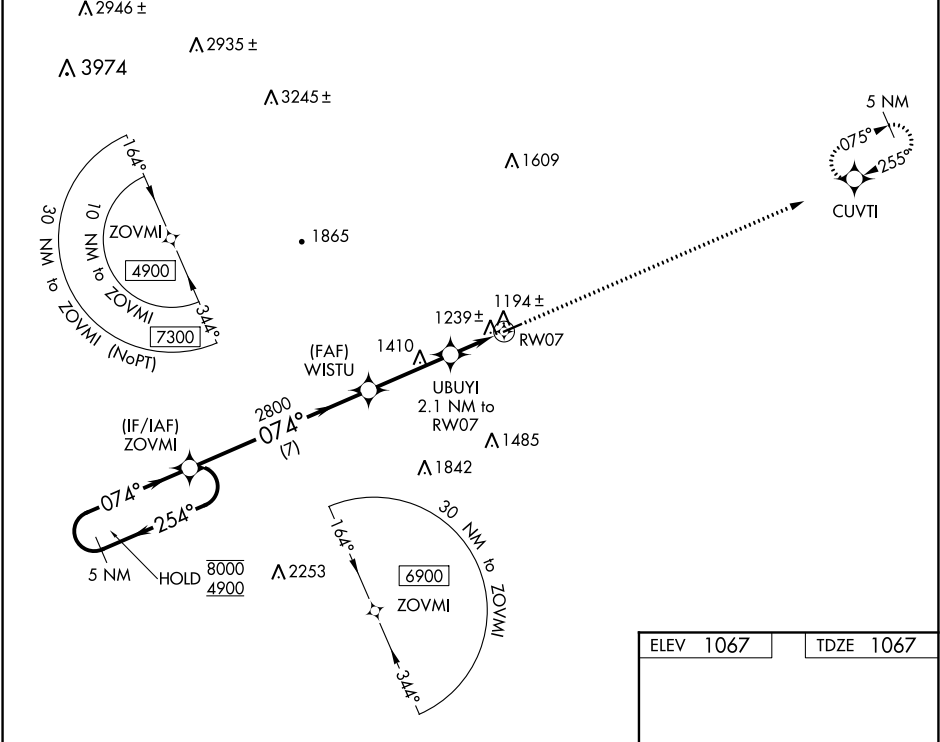 2946 ±
2935 ±
3974
3245 ±
5 NM
075°
255°
CUVTI
1609
164°
ZOVMI
4900
10 NM to ZOVMI
30 NM to ZOVMI (NoPT)
7300
344°
1865
1194 ±
1239 ±
RW07
1410
(FAF)
WISTU
UBUYI
2.1 NM to
RW07
2800
074°
(7)
(IF/IAF)
ZOVMI
1485
1842
074°
254°
5 NM
HOLD
8000
4900
2253
164°
30 NM to ZOVMI
6900
ZOVMI
344°
ELEV 1067
TDZE 1067